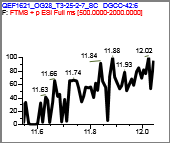 QEF1621_OG28_T3-25-2-7_SC DGCO-42:6
F: FTMS + p ESI Full ms [500.0000-2000.0000]
11.84 11.88 12.02
11.63 11.66 11.74 11.93
100
80
60
40
20
0
11.6 11.8 12.0